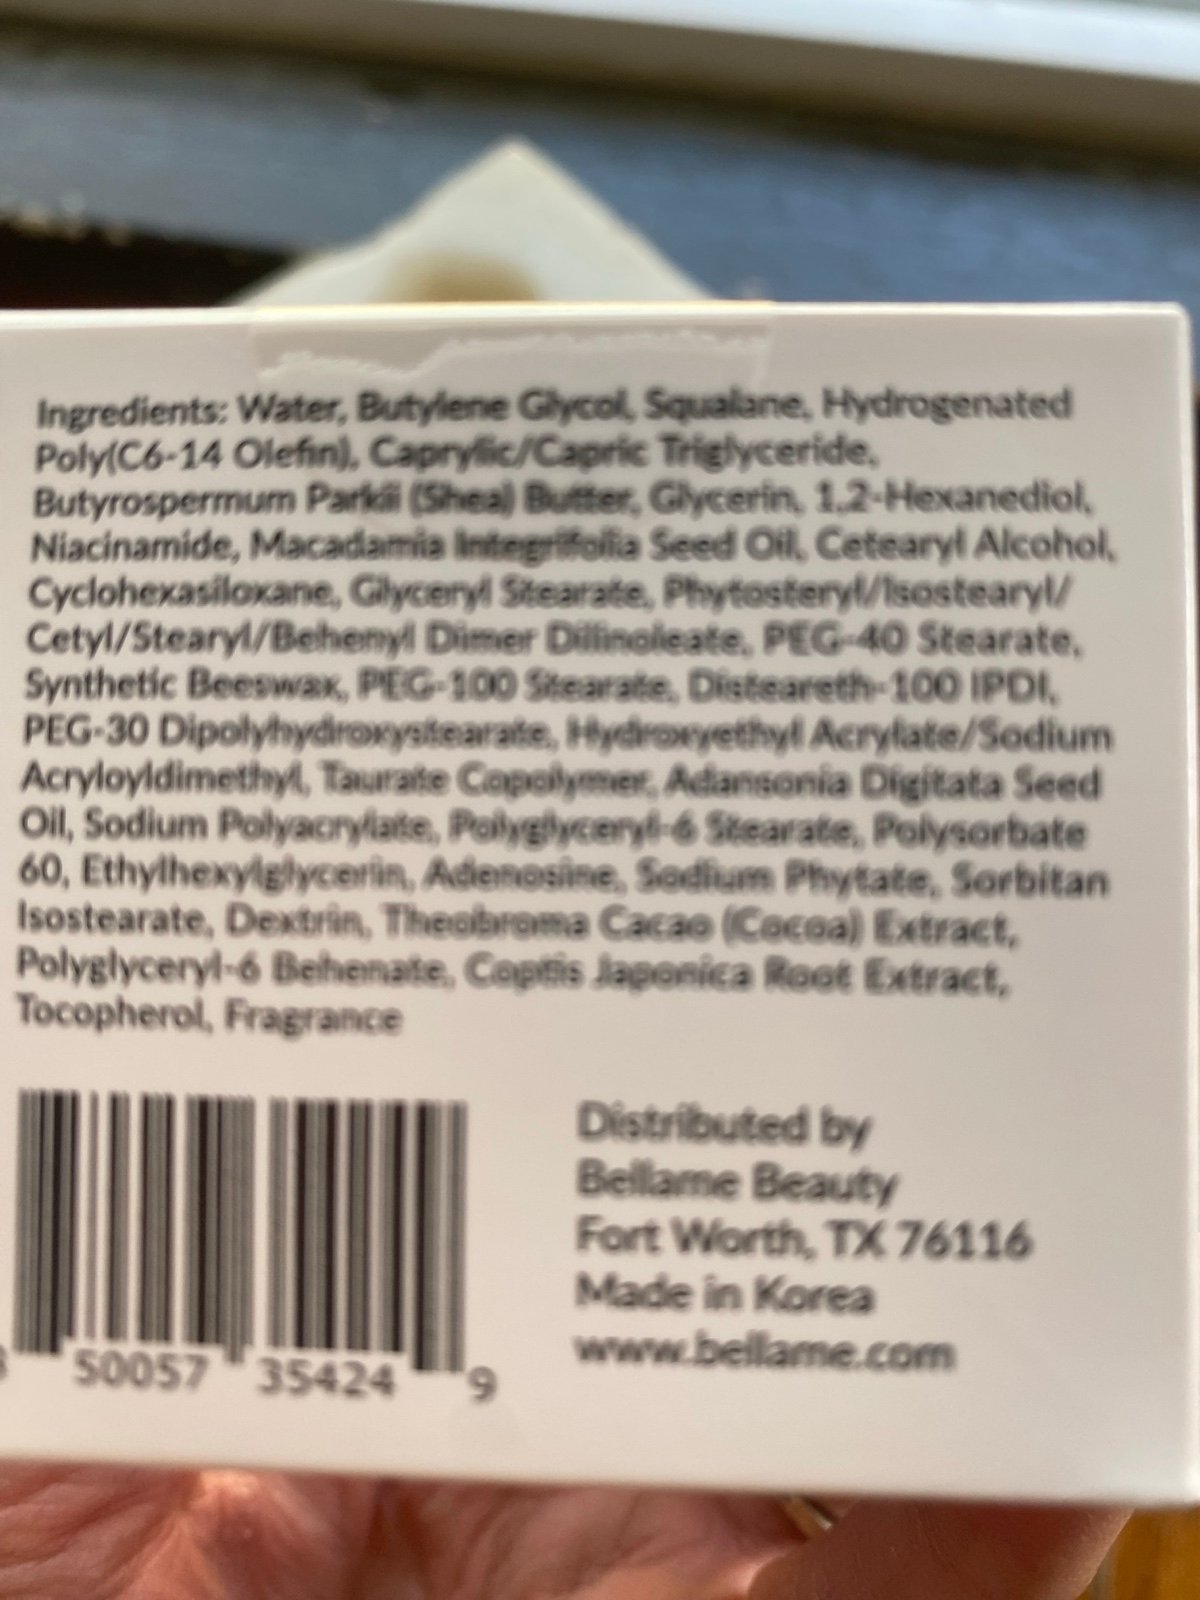 Ingredients: Water, Butylene Glycol, Squalane, Hydrogenated
Poly(C6-14 Olefin), Caprylic/Capric Triglyceride,
Butyrospermum Parkii (Shea) Butter, Glycerin, 1,2-Hexanediol,
Niacinamide, Macadamia Integrifolia Seed Oil, Cetearyl Alcohol,
Cyclohexasiloxane, Glyceryl Stearate, Phytosteryl/Isostearyl/
Cetyl/Stearyl/Behenyl Dimer Dilinoleate, PEG-40 Stearate,
Synthetic Beeswax, PEG-100 Stearate, Disteareth-100 IPDI,
PEG-30 Dipolyhydroxystearate, Hydroxyethyl Acrylate/Sodium
Acryloyldimethyl, Taurate Copolymer, Adansonia Digitata Seed
Oil, Sodium Polyacrylate, Polyglyceryl-6 Stearate, Polysorbate
60, Ethylhexylglycerin, Adenosine, Sodium Phytate, Sorbitan
Isostearate, Dextrin, Theobroma Cacao (Cocoa) Extract,
Polyglyceryl-6 Behenate, Coptis Japonica Root Extract,
Tocopherol, Fragrance
50057 35424 9
Distributed by
Bellame Beauty
Fort Worth, TX 76116
Made in Korea
www.bellame.com